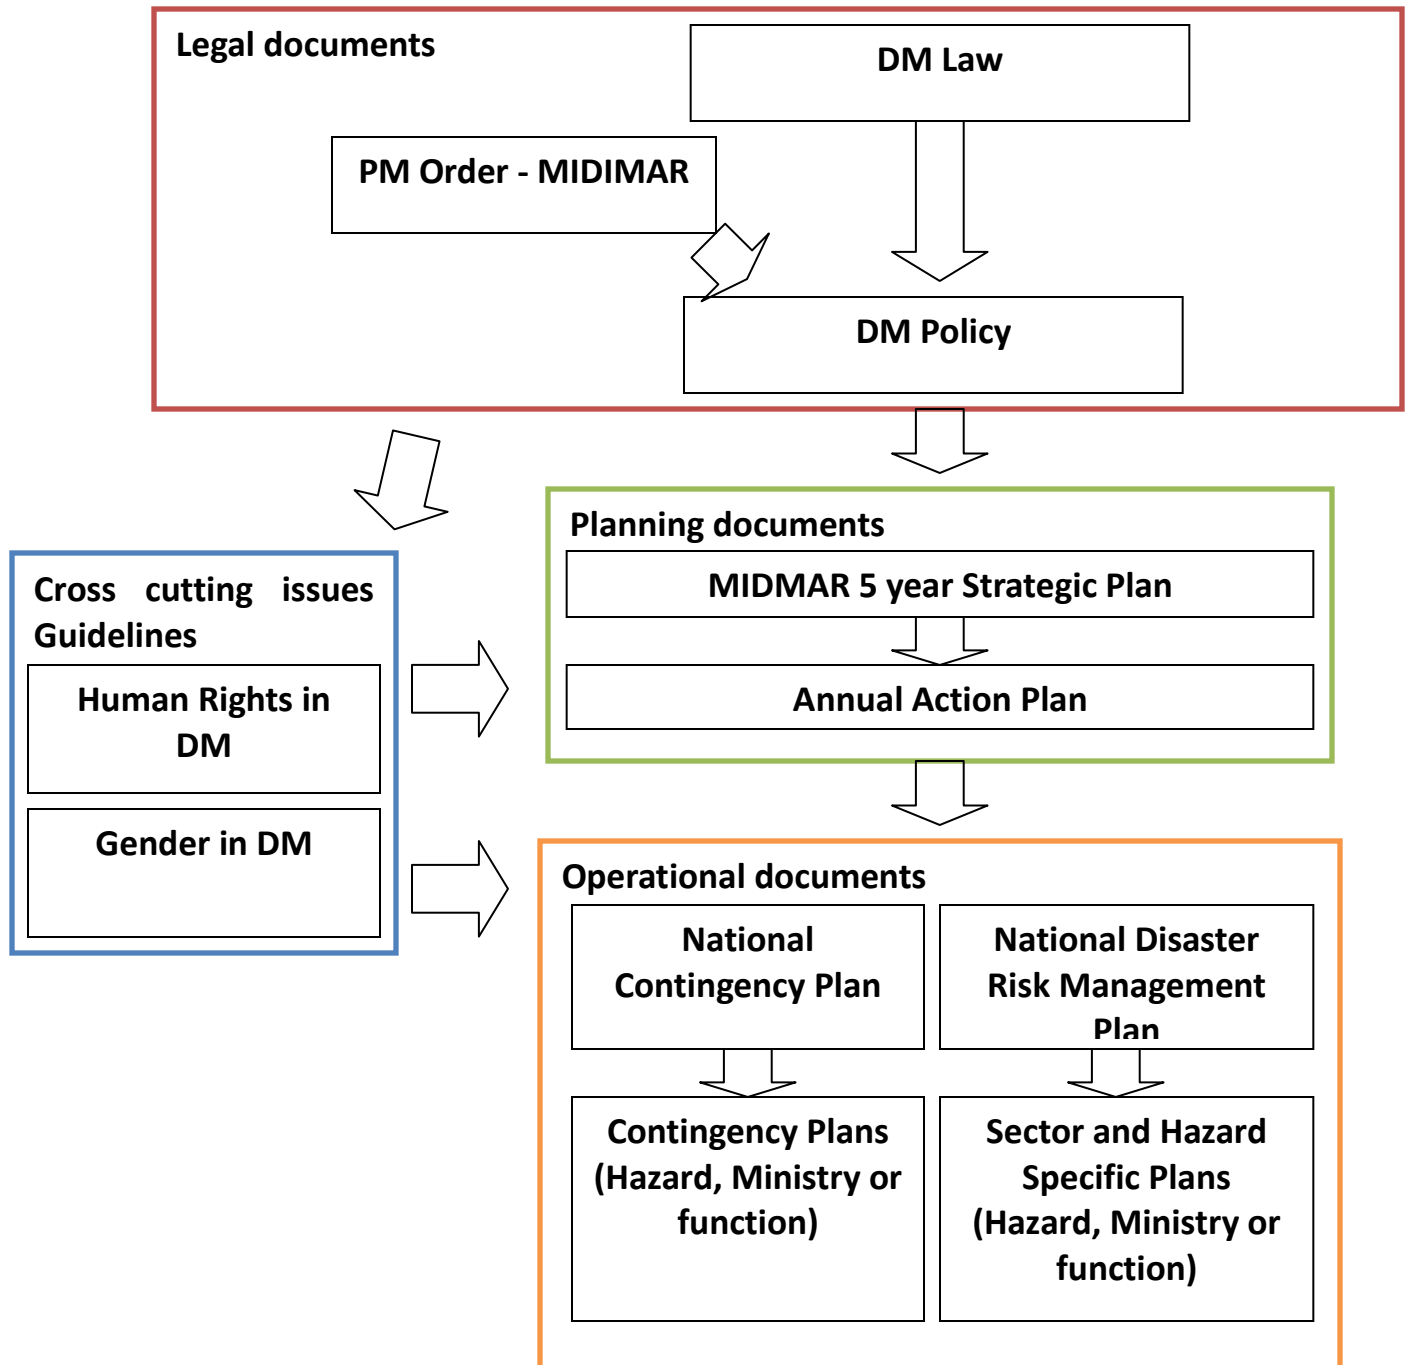 Legal documents
DM Law
PM Order - MIDIMAR
DM Policy
Planning documents
MIDMAR 5 year Strategic Plan
Annual Action Plan
Cross cutting issues
Guidelines
Human Rights in
DM
Gender in DM
Operational documents
National
Contingency Plan
National Disaster
Risk Management
Plan
Contingency Plans
(Hazard, Ministry or
function)
Sector and Hazard
Specific Plans
(Hazard, Ministry or
function)